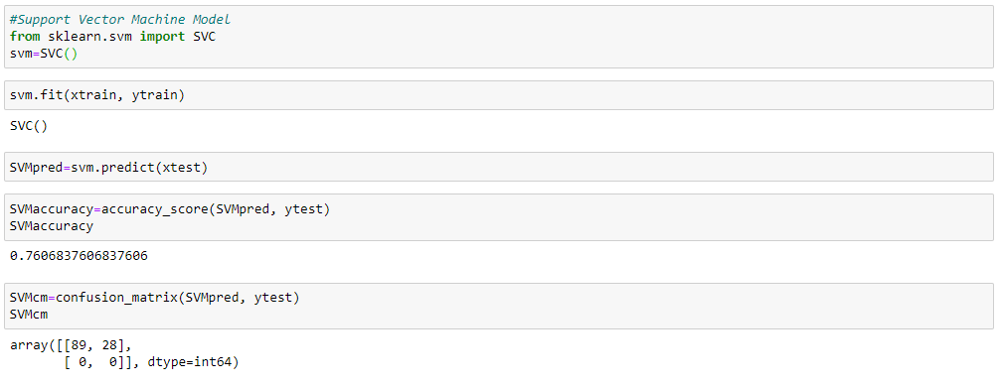 #Support Vector Machine Model
from sklearn.svm import SVC
svm=SVC()
svm.fit(xtrain, ytrain)
SVC()
SVMpred=svm.predict(xtest)
SVMaccuracy=accuracy_score(SVMpred, ytest)
SVMaccuracy
0.7606837606837606
SVMcm=confusion_matrix(SVMpred, ytest)
SVMcm
array([[89, 28],
       [ 0,  0]], dtype=int64)